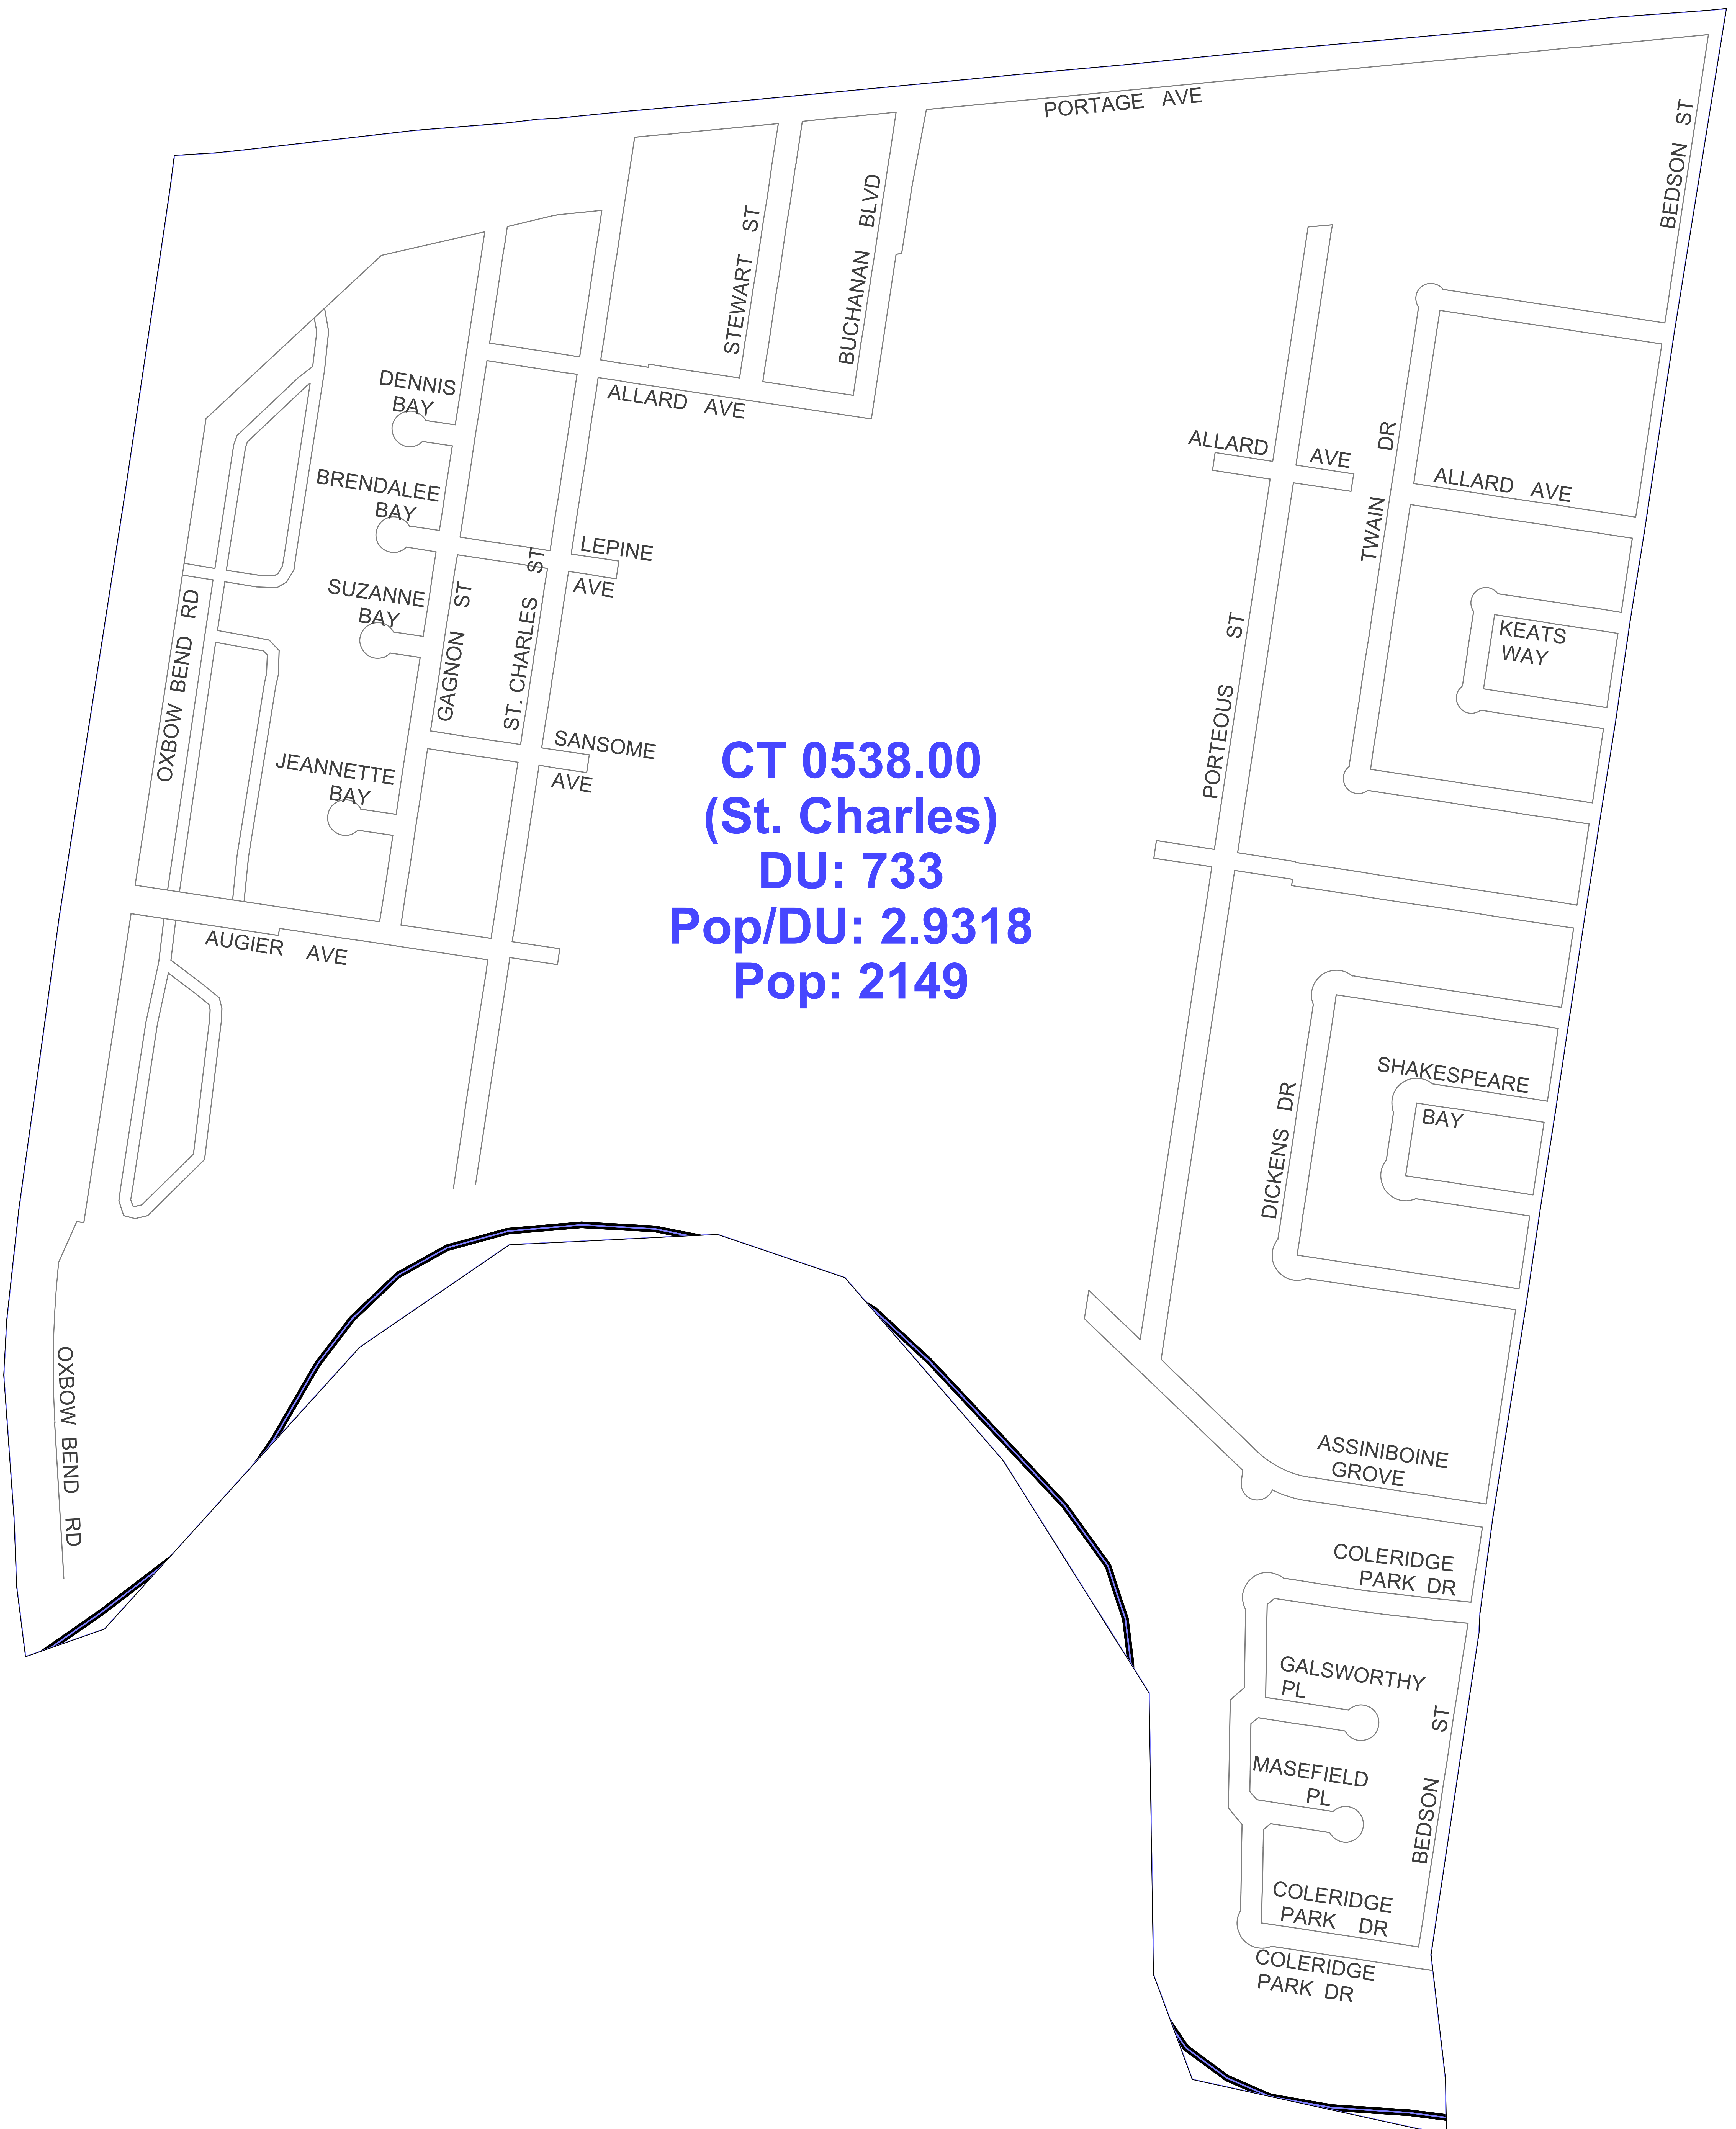 PORTAGE AVE
BEDSON ST
STEWART ST
BUCHANAN BLVD
DENNIS
BAY
ALLARD AVE
BRENDALEE
BAY
ALLARD AVE
TWAIN DR
ALLARD AVE
LEPINE
AVE
SUZANNE
BAY
GAGNON ST
ST. CHARLES ST
OXBOW BEND RD
KEATS
WAY
PORTEOUS ST
SANSOME
AVE
JEANNETTE
BAY
CT 0538.00
(St. Charles)
DU: 733
Pop/DU: 2.9318
Pop: 2149
AUGIER AVE
SHAKESPEARE
BAY
DICKENS DR
OXBOW BEND RD
ASSINIBOINE
GROVE
COLERIDGE
PARK DR
GALSWORTHY
PL
MASEFIELD
PL
BEDSON ST
COLERIDGE
PARK DR
COLERIDGE
PARK DR